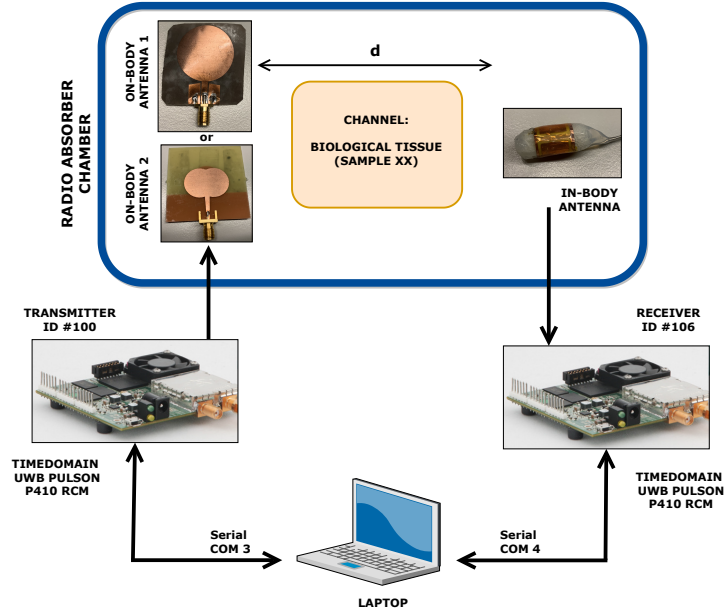 RADIO ABSORBER
CHAMBER
ON-BODY
ANTENNA 1
or
ON-BODY
ANTENNA 2
d
CHANNEL:
BIOLOGICAL TISSUE
(SAMPLE XX)
IN-BODY
ANTENNA
TRANSMITTER
ID #100
RECEIVER
ID #106
TIMEDOMAIN
UWB PULSON
P410 RCM
TIMEDOMAIN
UWB PULSON
P410 RCM
Serial
COM 3
Serial
COM 4
LAPTOP